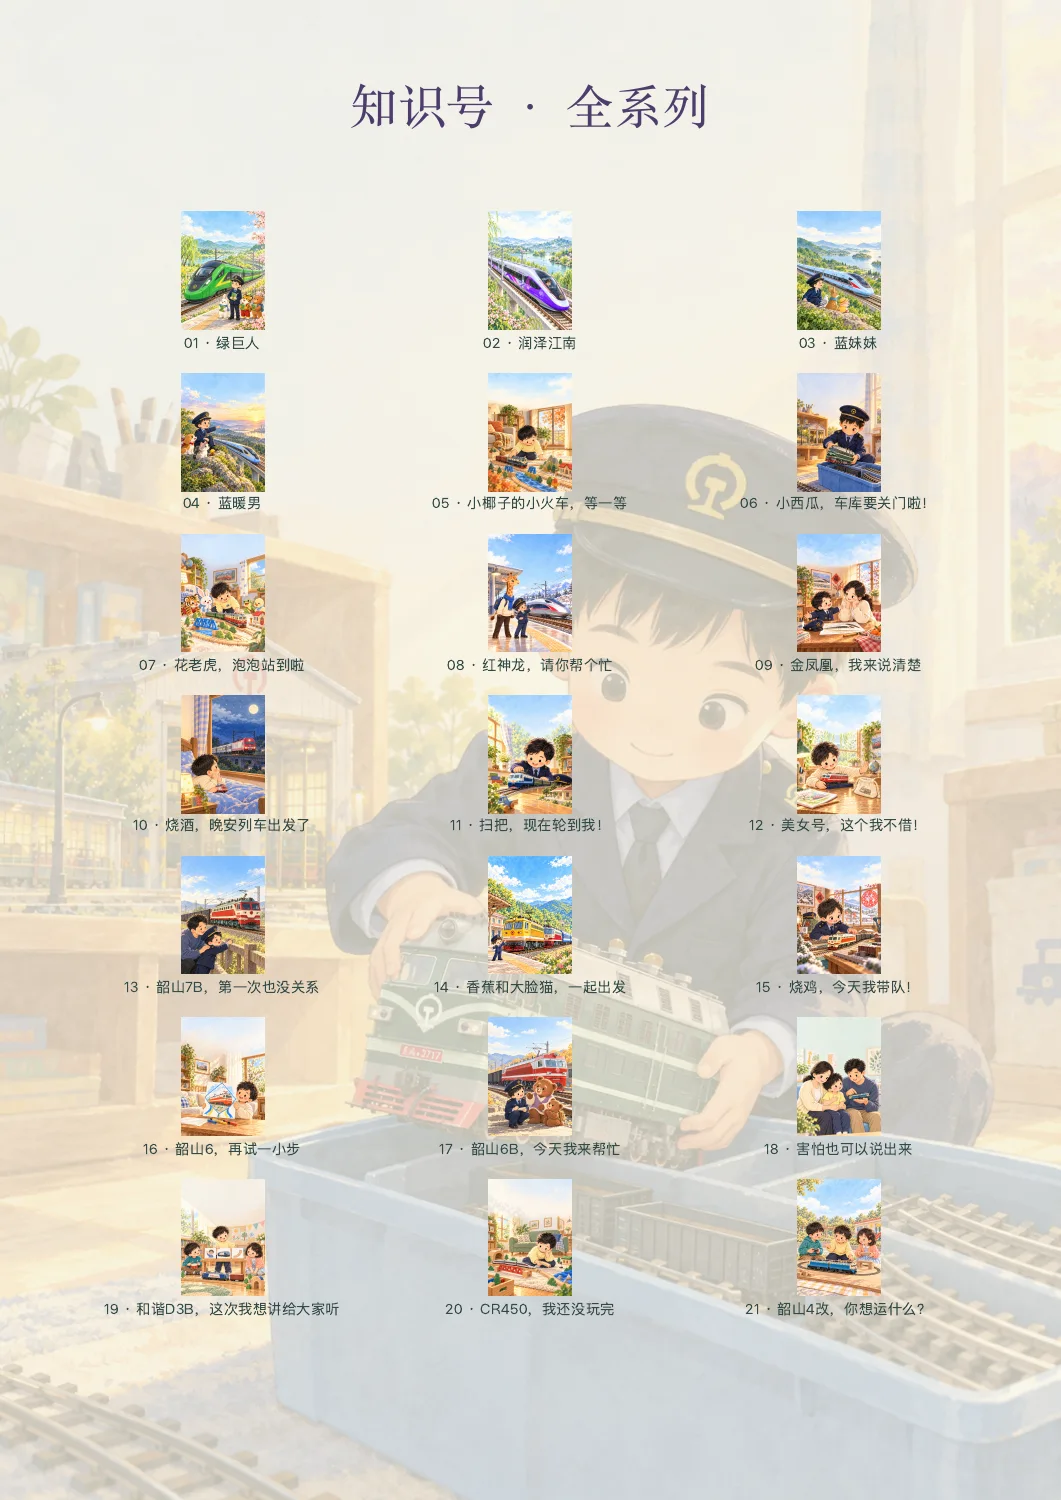 知识号 · 全系列
01 · 绿巨人
02 · 润泽江南
03 · 蓝妹妹
04 · 蓝暖男
05 · 小椰子的小火车，等一等
06 · 小西瓜，车库要关门啦！
07 · 花老虎，泡泡站到啦
08 · 红神龙，请你帮个忙
09 · 金凤凰，我来说清楚
10 · 烧酒，晚安列车出发了
11 · 扫把，现在轮到我！
12 · 美女号，这个我不借！
13 · 韶山7B，第一次也没关系
14 · 香蕉和大脸猫，一起出发
15 · 烧鸡，今天我带队！
16 · 韶山6，再试一小步
17 · 韶山6B，今天我来帮忙
18 · 害怕也可以说出来
19 · 和谐D3B，这次我想讲给大家听
20 · CR450，我还没玩完
21 · 韶山4改，你想运什么？